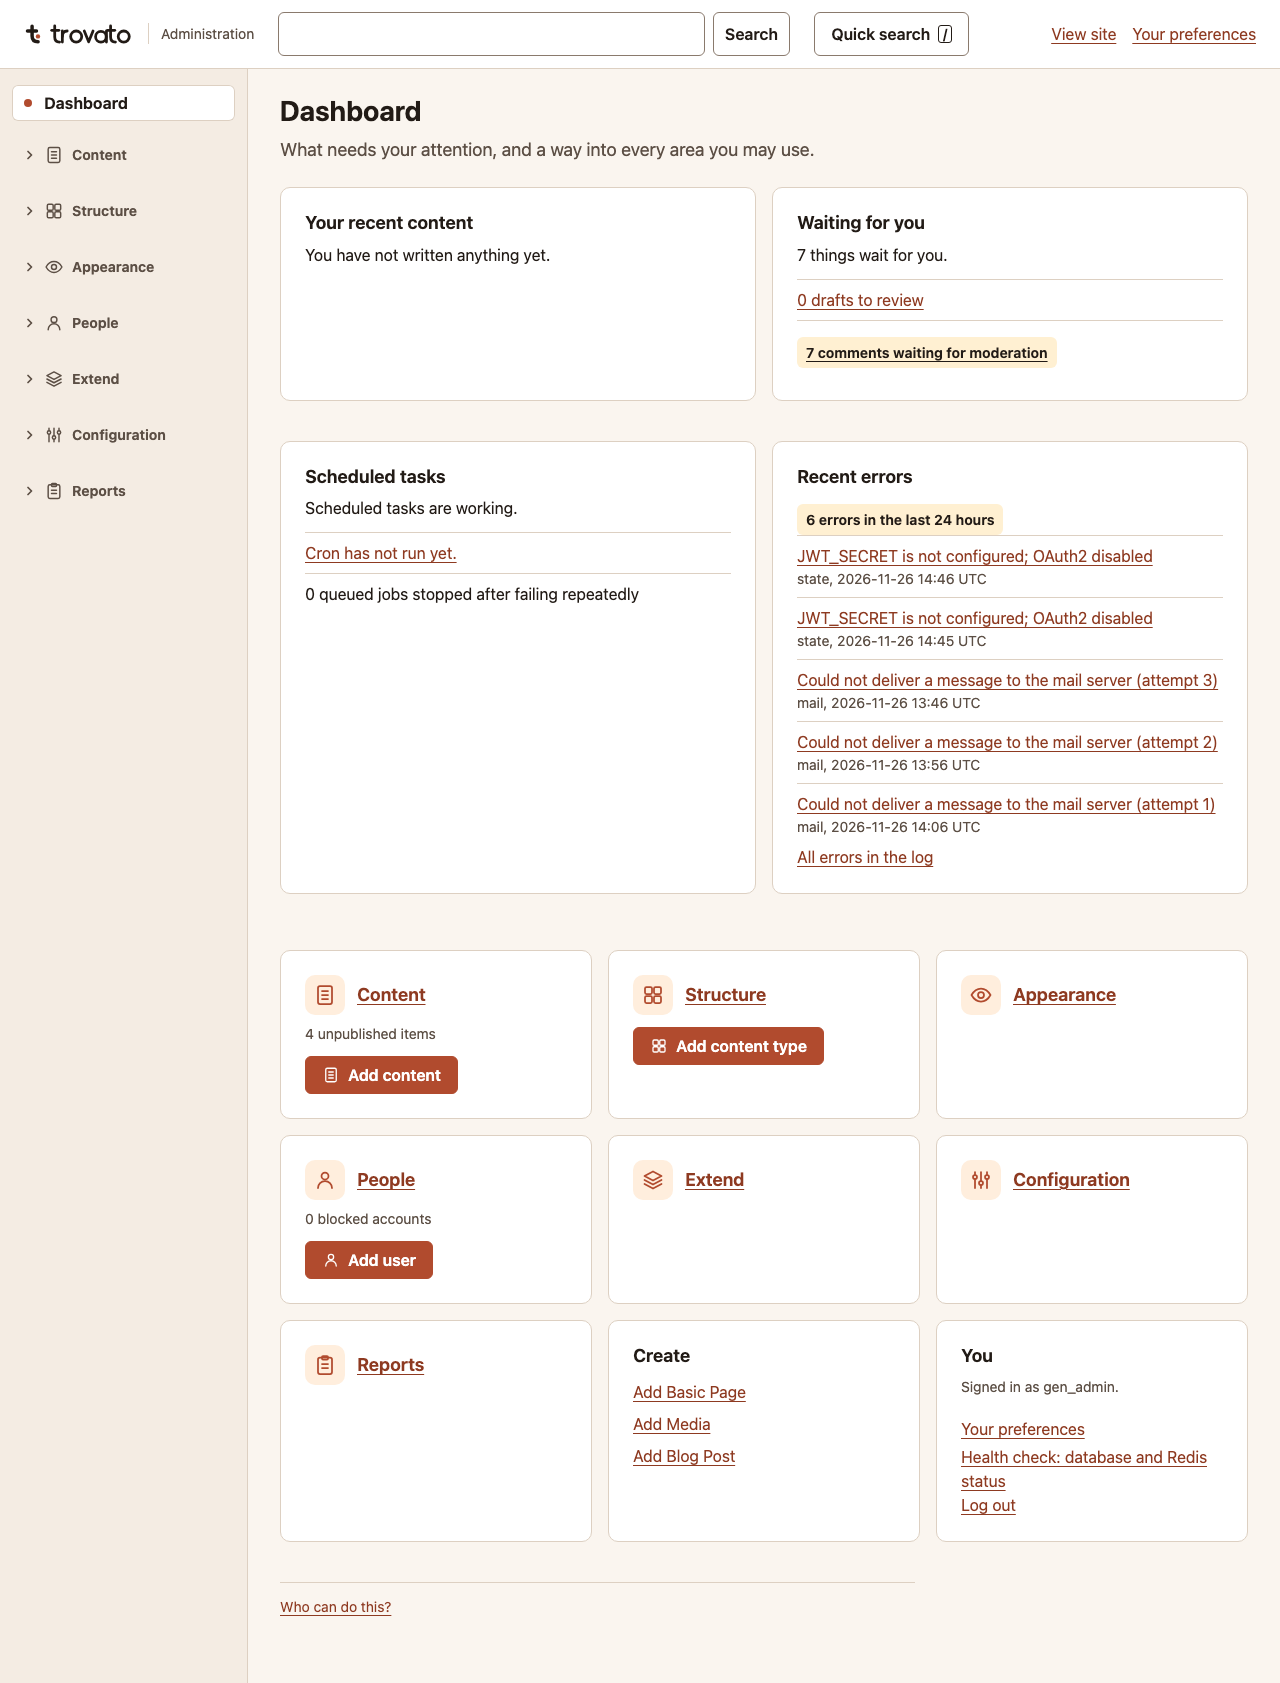 trovato
Administration
Search
Quick search /
View site
Your preferences
Dashboard
Content
Structure
Appearance
People
Extend
Configuration
Reports
Dashboard
What needs your attention, and a way into every area you may use.
Your recent content
You have not written anything yet.
Waiting for you
7 things wait for you.
0 drafts to review
7 comments waiting for moderation
Scheduled tasks
Scheduled tasks are working.
Cron has not run yet.
0 queued jobs stopped after failing repeatedly
Recent errors
6 errors in the last 24 hours
JWT_SECRET is not configured; OAuth2 disabled
state, 2026-11-26 14:46 UTC
JWT_SECRET is not configured; OAuth2 disabled
state, 2026-11-26 14:45 UTC
Could not deliver a message to the mail server (attempt 3)
mail, 2026-11-26 13:46 UTC
Could not deliver a message to the mail server (attempt 2)
mail, 2026-11-26 13:56 UTC
Could not deliver a message to the mail server (attempt 1)
mail, 2026-11-26 14:06 UTC
All errors in the log
Content
4 unpublished items
Add content
Structure
Add content type
Appearance
People
0 blocked accounts
Add user
Extend
Configuration
Reports
Create
Add Basic Page
Add Media
Add Blog Post
You
Signed in as gen_admin.
Your preferences
Health check: database and Redis
status
Log out
Who can do this?